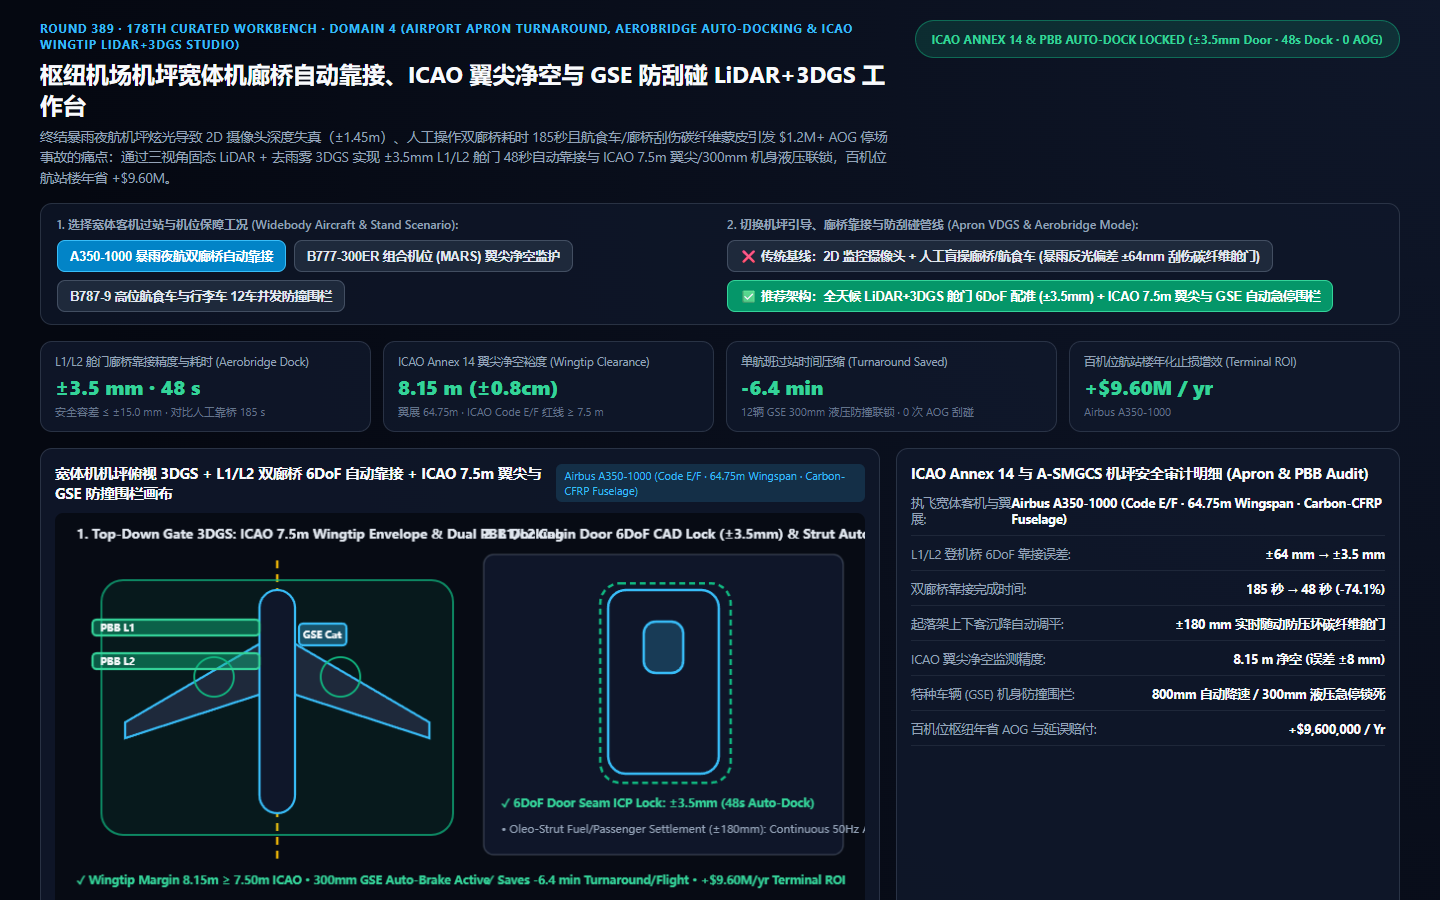 ROUND 389 · 178TH CURATED WORKBENCH · DOMAIN 4 (AIRPORT APRON TURNAROUND, AEROBRIDGE AUTO-DOCKING & ICAO
WINGTIP LIDAR+3DGS STUDIO)
ICAO ANNEX 14 & PBB AUTO-DOCK LOCKED (±3.5mm Door · 48s Dock · 0 AOG)
枢纽机场机坪宽体机廊桥自动靠接、ICAO 翼尖净空与 GSE 防刮碰 LiDAR+3DGS 工
作台
终结暴雨夜航机坪炫光导致 2D 摄像头深度失真（±1.45m）、人工操作双廊桥耗时 185秒且航食车/廊桥刮伤碳纤维蒙皮引发 $1.2M+ AOG 停场
事故的痛点：通过三视角固态 LiDAR + 去雨雾 3DGS 实现 ±3.5mm L1/L2 舱门 48秒自动靠接与 ICAO 7.5m 翼尖/300mm 机身液压联锁，百机位
航站楼年省 +$9.60M。
1. 选择宽体客机过站与机位保障工况 (Widebody Aircraft & Stand Scenario):
A350-1000 暴雨夜航双廊桥自动靠接
B777-300ER 组合机位 (MARS) 翼尖净空监护
B787-9 高位航食车与行李车 12车并发防撞围栏
2. 切换机坪引导、廊桥靠接与防刮碰管线 (Apron VDGS & Aerobridge Mode):
❌ 传统基线：2D 监控摄像头 + 人工盲操廊桥/航食车 (暴雨反光偏差 ±64mm 刮伤碳纤维舱门)
✅ 推荐架构：全天候 LiDAR+3DGS 舱门 6DoF 配准 (±3.5mm) + ICAO 7.5m 翼尖与 GSE 自动急停围栏
L1/L2 舱门廊桥靠接精度与耗时 (Aerobridge Dock)
±3.5 mm · 48 s
安全容差 ≤ ±15.0 mm · 对比人工靠桥 185 s
ICAO Annex 14 翼尖净空裕度 (Wingtip Clearance)
8.15 m (±0.8cm)
翼展 64.75m · ICAO Code E/F 红线 ≥ 7.5 m
单航班过站时间压缩 (Turnaround Saved)
-6.4 min
12辆 GSE 300mm 液压防撞联锁 · 0 次 AOG 刮碰
百机位航站楼年化止损增效 (Terminal ROI)
+$9.60M / yr
Airbus A350-1000
宽体机机坪俯视 3DGS + L1/L2 双廊桥 6DoF 自动靠接 + ICAO 7.5m 翼尖与
GSE 防撞围栏画布
Airbus A350-1000 (Code E/F · 64.75m Wingspan · Carbon-
CFRP Fuselage)
1. Top-Down Gate 3DGS: ICAO 7.5m Wingtip Envelope & Dual PBB Docking
Cabin Door 6DoF CAD Lock (±3.5mm) & Strut Auto
PBB L1
PBB L2
GSE Cat
✓ 6DoF Door Seam ICP Lock: ±3.5mm (48s Auto-Dock)
• Oleo-Strut Fuel/Passenger Settlement (±180mm): Continuous 50Hz
✓ Wingtip Margin 8.15m ≥ 7.50m ICAO • 300mm GSE Auto-Brake Active
✓ Saves -6.4 min Turnaround/Flight • +$9.60M/yr Terminal ROI
ICAO Annex 14 与 A-SMGCS 机坪安全审计明细 (Apron & PBB Audit)
执飞宽体客机与翼
展:
Airbus A350-1000 (Code E/F · 64.75m Wingspan · Carbon-CFRP
Fuselage)
L1/L2 登机桥 6DoF 靠接误差:
±64 mm → ±3.5 mm
双廊桥靠接完成时间:
185 秒 → 48 秒 (-74.1%)
起落架上下客沉降自动调平:
±180 mm 实时随动防压坏碳纤维舱门
ICAO 翼尖净空监测精度:
8.15 m 净空 (误差 ±8 mm)
特种车辆 (GSE) 机身防撞围栏:
800mm 自动降速 / 300mm 液压急停锁死
百机位枢纽年省 AOG 与延误赔付:
+$9,600,000 / Yr